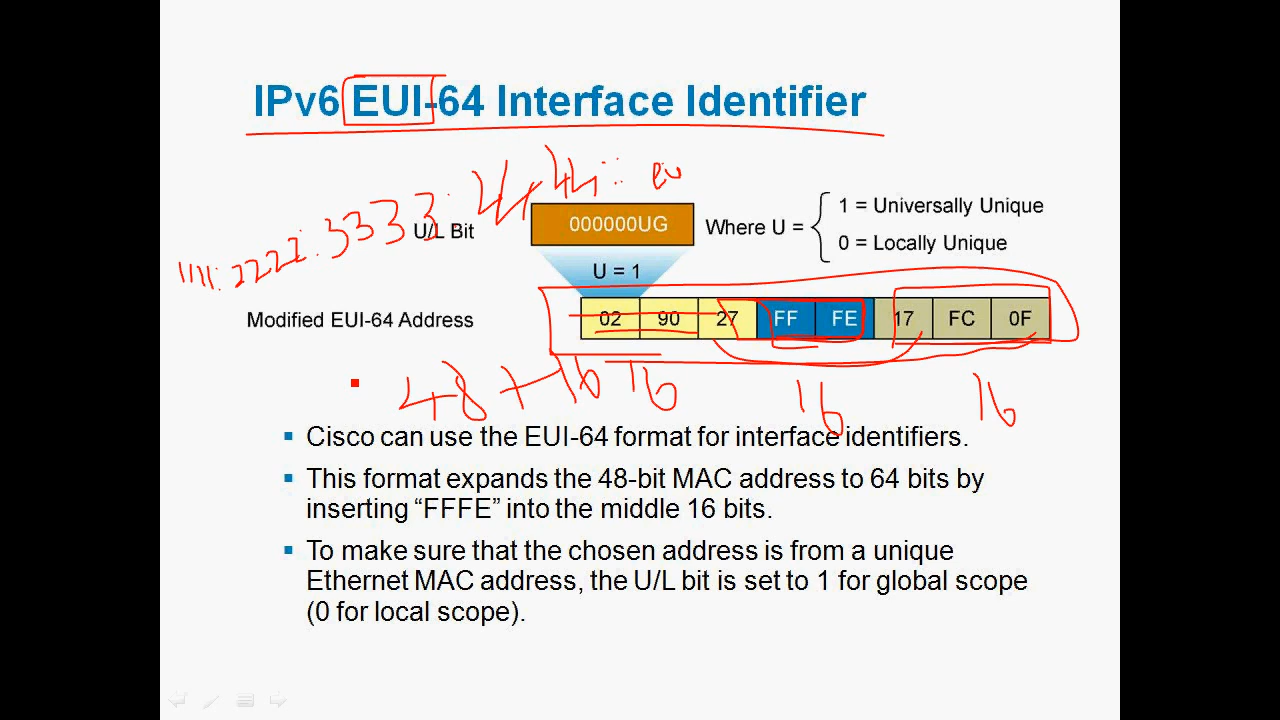 IPv6 EUI-64 Interface Identifier
1111:2222:3333:4444:: eu
U/L Bit
000000UG
Where U =
1 = Universally Unique
0 = Locally Unique
U = 1
Modified EUI-64 Address
02 90 27 FF FE 17 FC 0F
48 + 16 16 16 16
Cisco can use the EUI-64 format for interface identifiers.
This format expands the 48-bit MAC address to 64 bits by
inserting “FFFE” into the middle 16 bits.
To make sure that the chosen address is from a unique
Ethernet MAC address, the U/L bit is set to 1 for global scope
(0 for local scope).